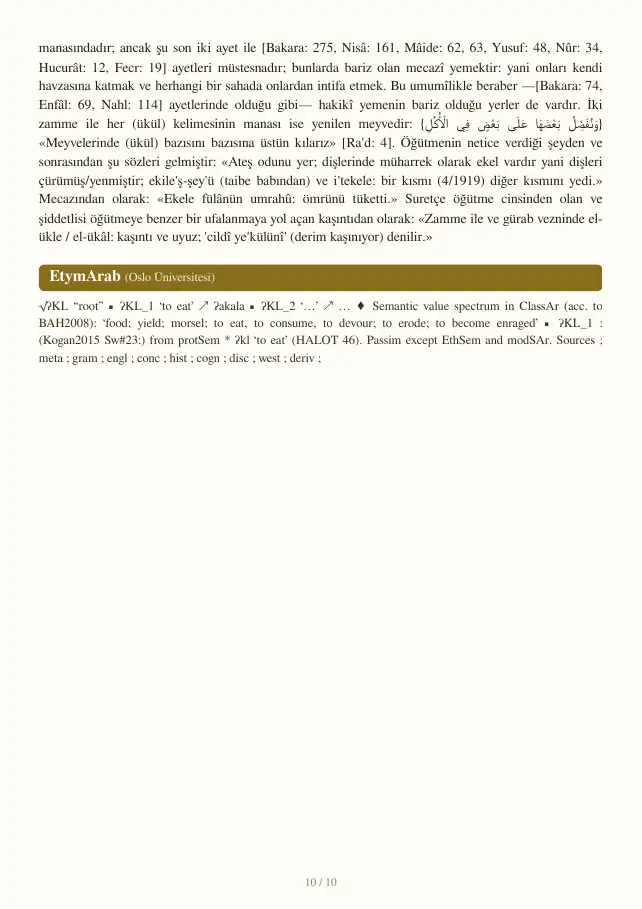 manasındadır; ancak şu son iki ayet ile [Bakara: 275, Nisâ: 161, Mâide: 62, 63, Yusuf: 48, Nûr: 34,
Hucurât: 12, Fecr: 19] ayetleri müstesnadır; bunlarda bariz olan mecazî yemektir: yani onları kendi
havzasına katmak ve herhangi bir sahada onlardan intifa etmek. Bu umumîlikle beraber —[Bakara: 74,
Enfâl: 69, Nahl: 114] ayetlerinde olduğu gibi— hakikî yemenin bariz olduğu yerler de vardır. İki
zamme ile her (ükül) kelimesinin manası ise yenilen meyvedir: {وَنُفَضِّلُ بَعْضَهَا عَلَى بَعْضٍ فِي الْأُكُلِ}
«Meyvelerinde (ükül) bazısını bazısına üstün kılarız» [Ra'd: 4]. Öğütmenin netice verdiği şeyden ve
sonrasından şu sözleri gelmiştir: «Ateş odunu yer; dişlerinde müharrek olarak ekel vardır yani dişleri
çürümüş/yenmiştir; ekile'ş-şey'ü (taibe babından) ve i'tekele: bir kısmı (4/1919) diğer kısmını yedi.»
Mecazından olarak: «Ekele fülânün umrahû: ömrünü tüketti.» Suretçe öğütme cinsinden olan ve
şiddetlisi öğütmeye benzer bir ufalanmaya yol açan kaşıntıdan olarak: «Zamme ile ve gürab vezninde el-
ükle / el-ükâl: kaşıntı ve uyuz; 'cildî ye'külünî' (derim kaşınıyor) denilir.»
EtymArab (Oslo Üniversitesi)
√ʔKL “root” ▪ ʔKL_1 ‘to eat’ ↗ ʔakala ▪ ʔKL_2 ‘…’ ↗ … ♦ Semantic value spectrum in ClassAr (acc. to
BAH2008): ‘food; yield; morsel; to eat, to consume, to devour; to erode; to become enraged’ ▪ ʔKL_1 :
(Kogan2015 Sw#23:) from protSem * ʔkl ‘to eat’ (HALOT 46). Passim except EthSem and modSAr. Sources ;
meta ; gram ; engl ; conc ; hist ; cogn ; disc ; west ; deriv ;
10 / 10